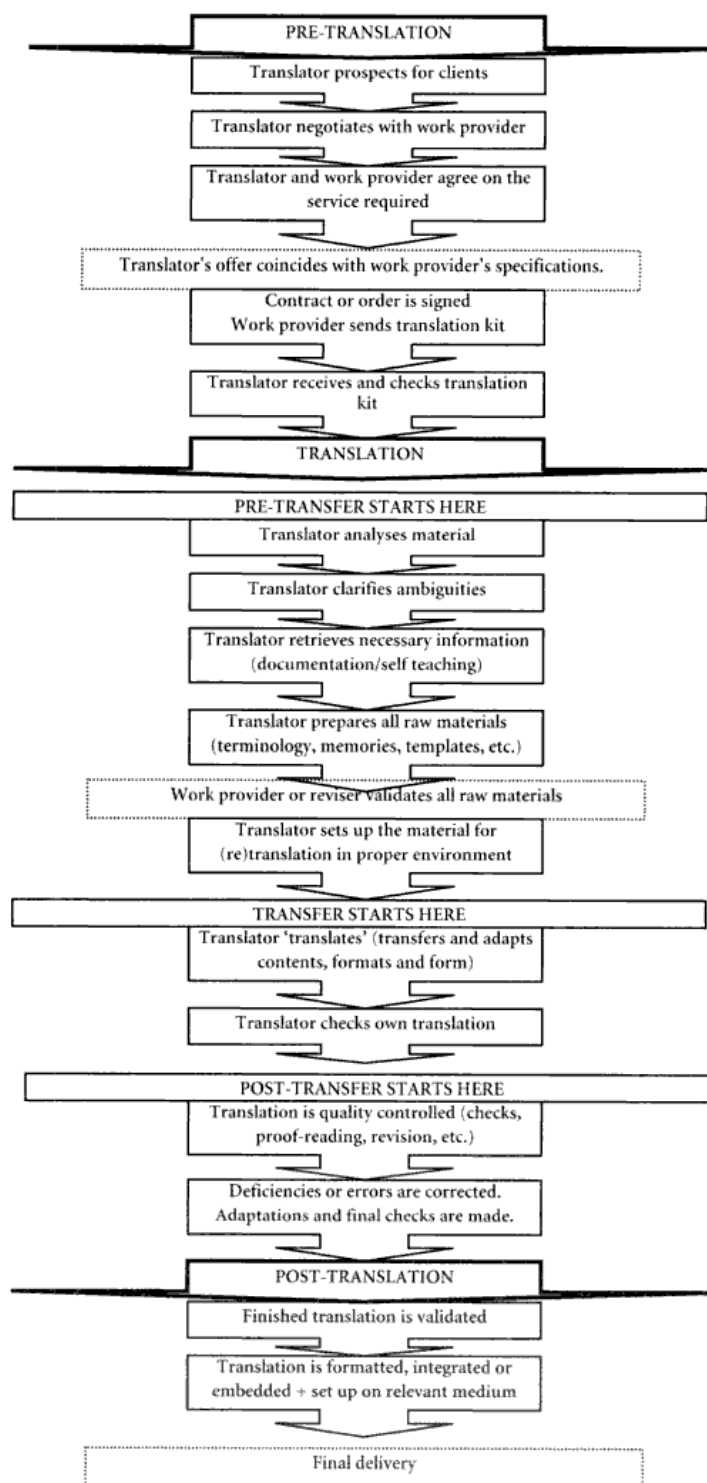 PRE-TRANSLATION
Translator prospects for clients
Translator negotiates with work provider
Translator and work provider agree on the
service required
Translator's offer coincides with work provider's specifications.
Contract or order is signed
Work provider sends translation kit
Translator receives and checks translation
kit
TRANSLATION
PRE-TRANSFER STARTS HERE
Translator analyses material
Translator clarifies ambiguities
Translator retrieves necessary information
(documentation/self teaching)
Translator prepares all raw materials
(terminology, memories, templates, etc.)
Work provider or reviser validates all raw materials
Translator sets up the material for
(re)translation in proper environment
TRANSFER STARTS HERE
Translator ‘translates’ (transfers and adapts
contents, formats and form)
Translator checks own translation
POST-TRANSFER STARTS HERE
Translation is quality controlled (checks,
proof-reading, revision, etc.)
Deficiencies or errors are corrected.
Adaptations and final checks are made.
POST-TRANSLATION
Finished translation is validated
Translation is formatted, integrated or
embedded + set up on relevant medium
Final delivery